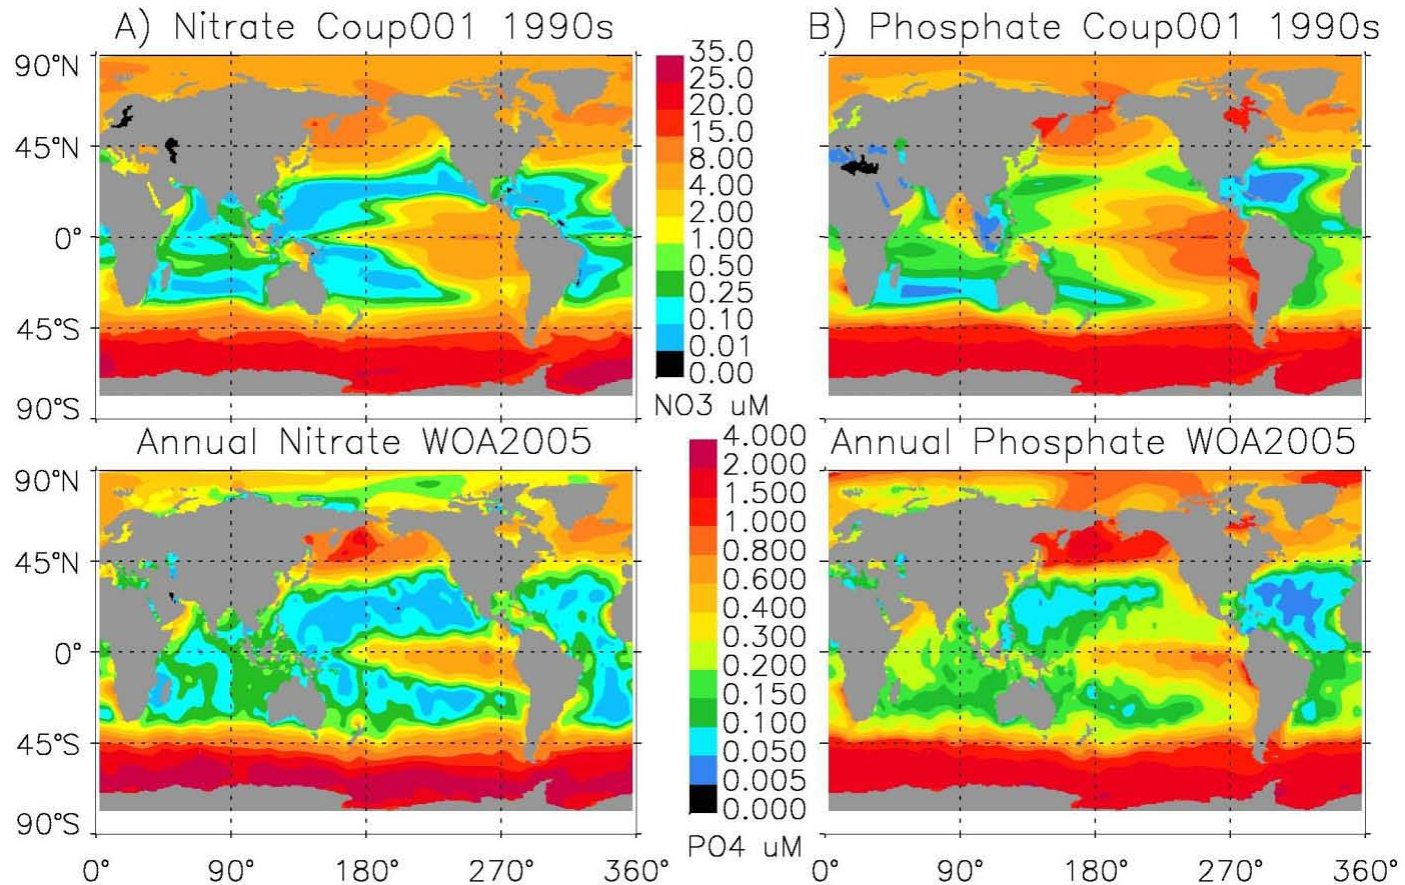 A) Nitrate Coup001 1990s
B) Phosphate Coup001 1990s
90°N
45°N
0°
45°S
90°S
35.0
25.0
20.0
15.0
8.00
4.00
2.00
1.00
0.50
0.25
0.10
0.01
0.00
NO3 uM
Annual Nitrate WOA2005
Annual Phosphate WOA2005
90°N
45°N
0°
45°S
90°S
4.000
2.000
1.500
1.000
0.800
0.600
0.400
0.300
0.200
0.150
0.100
0.050
0.005
0.000
PO4 uM
0° 90° 180° 270° 360°
0° 90° 180° 270° 360°